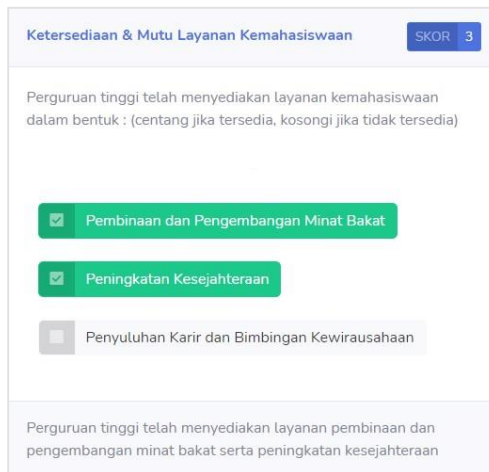 Ketersediaan & Mutu Layanan Kemahasiswaan
SKOR 3
Perguruan tinggi telah menyediakan layanan kemahasiswaan
dalam bentuk : (centang jika tersedia, kosongi jika tidak tersedia)
Pembinaan dan Pengembangan Minat Bakat
Peningkatan Kesejahteraan
Penyuluhan Karir dan Bimbingan Kewirausahaan
Perguruan tinggi telah menyediakan layanan pembinaan dan
pengembangan minat bakat serta peningkatan kesejahteraan